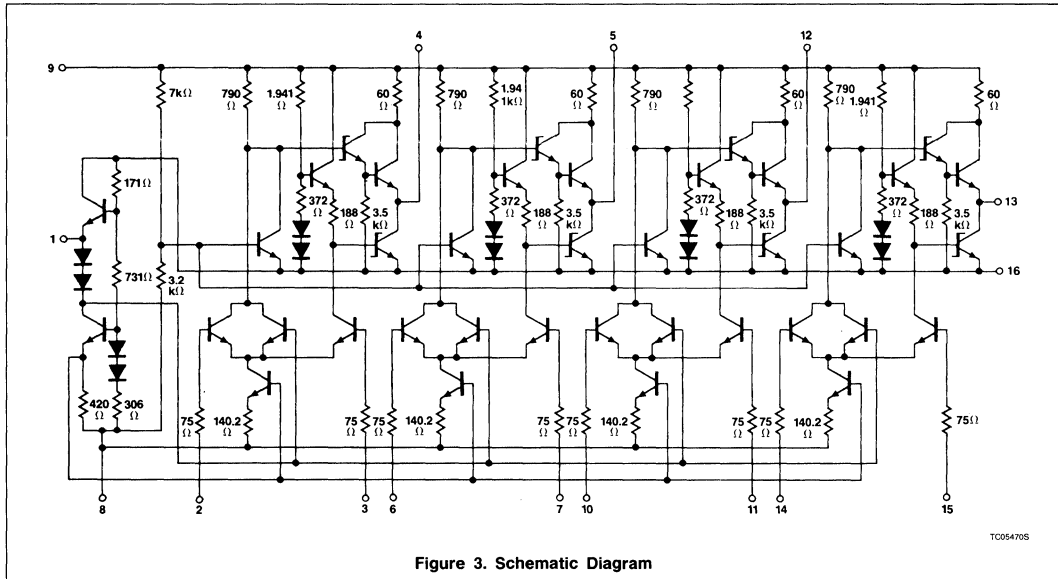 4 5 12
9
7kΩ 790 Ω 1.941 Ω 60 Ω 790 Ω 1.94 1kΩ 60 Ω 790 Ω 60 Ω 790 Ω 1.941 Ω 60 Ω
171Ω
372 Ω 188 Ω 3.5 kΩ 372 Ω 188 Ω 3.5 kΩ 372 Ω 188 Ω 3.5 kΩ 372 Ω 188 Ω 3.5 kΩ 13
1
731Ω 3.2 kΩ 16
420 Ω 306 Ω 75 Ω 140.2 Ω 75 Ω 75 Ω 140.2 Ω 75 Ω 75 Ω 140.2 Ω 75 Ω 75 Ω 140.2 Ω 75Ω
8 2 3 6 7 10 11 14 15
TC05470S
Figure 3. Schematic Diagram